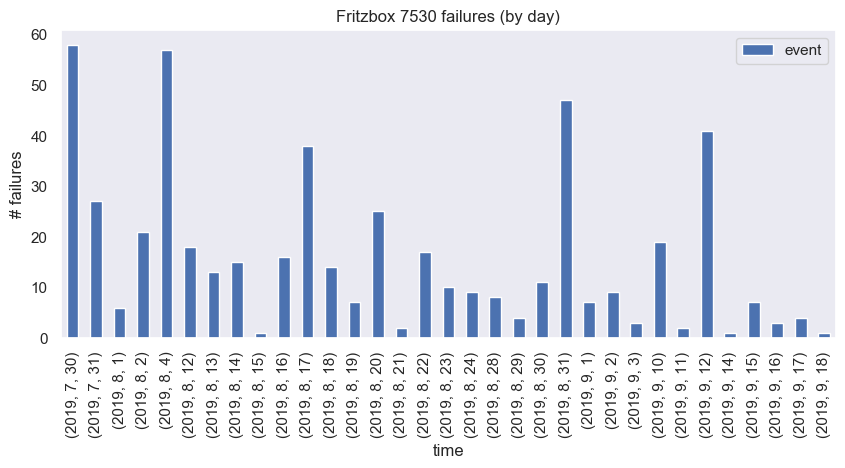 Fritzbox 7530 failures (by day)
event
# failures
60
50
40
30
20
10
0
(2019, 7, 30)
(2019, 7, 31)
(2019, 8, 1)
(2019, 8, 2)
(2019, 8, 4)
(2019, 8, 12)
(2019, 8, 13)
(2019, 8, 14)
(2019, 8, 15)
(2019, 8, 16)
(2019, 8, 17)
(2019, 8, 18)
(2019, 8, 19)
(2019, 8, 20)
(2019, 8, 21)
(2019, 8, 22)
(2019, 8, 23)
(2019, 8, 24)
(2019, 8, 28)
(2019, 8, 29)
(2019, 8, 30)
(2019, 8, 31)
(2019, 9, 1)
(2019, 9, 2)
(2019, 9, 3)
(2019, 9, 10)
(2019, 9, 11)
(2019, 9, 12)
(2019, 9, 14)
(2019, 9, 15)
(2019, 9, 16)
(2019, 9, 17)
(2019, 9, 18)
time